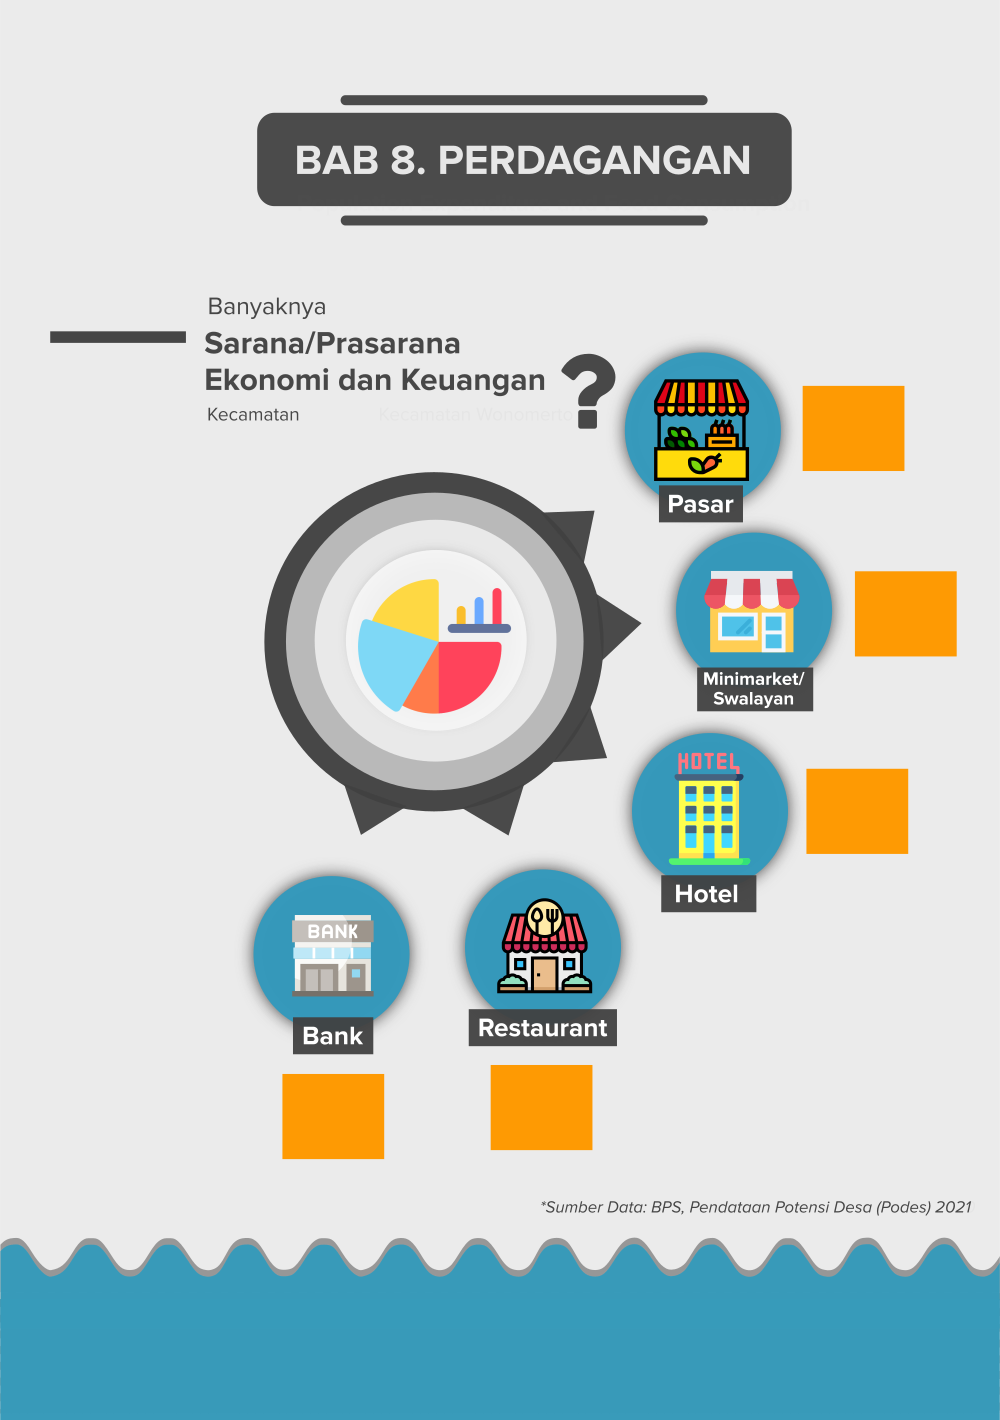 BAB 8. PERDAGANGAN
Banyaknya
Sarana/Prasarana
Ekonomi dan Keuangan ?
Kecamatan
Kecamatan Wonomerto
Pasar
Minimarket/
Swalayan
HOTEL
Hotel
BANK
Bank
Restaurant
*Sumber Data: BPS, Pendataan Potensi Desa (Podes) 2021